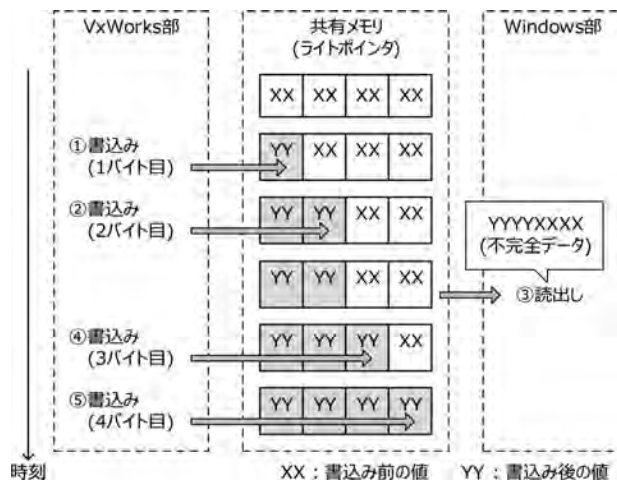 VxWorks部
共有メモリ
(ライトポインタ)
Windows部
XX XX XX XX
①書込み
(1バイト目)
YY XX XX XX
②書込み
(2バイト目)
YY YY XX XX
YYYYXXXX
(不完全データ)
YY YY XX XX
③読出し
④書込み
(3バイト目)
YY YY YY XX
⑤書込み
(4バイト目)
YY YY YY YY
時刻
XX：書込み前の値 YY：書込み後の値